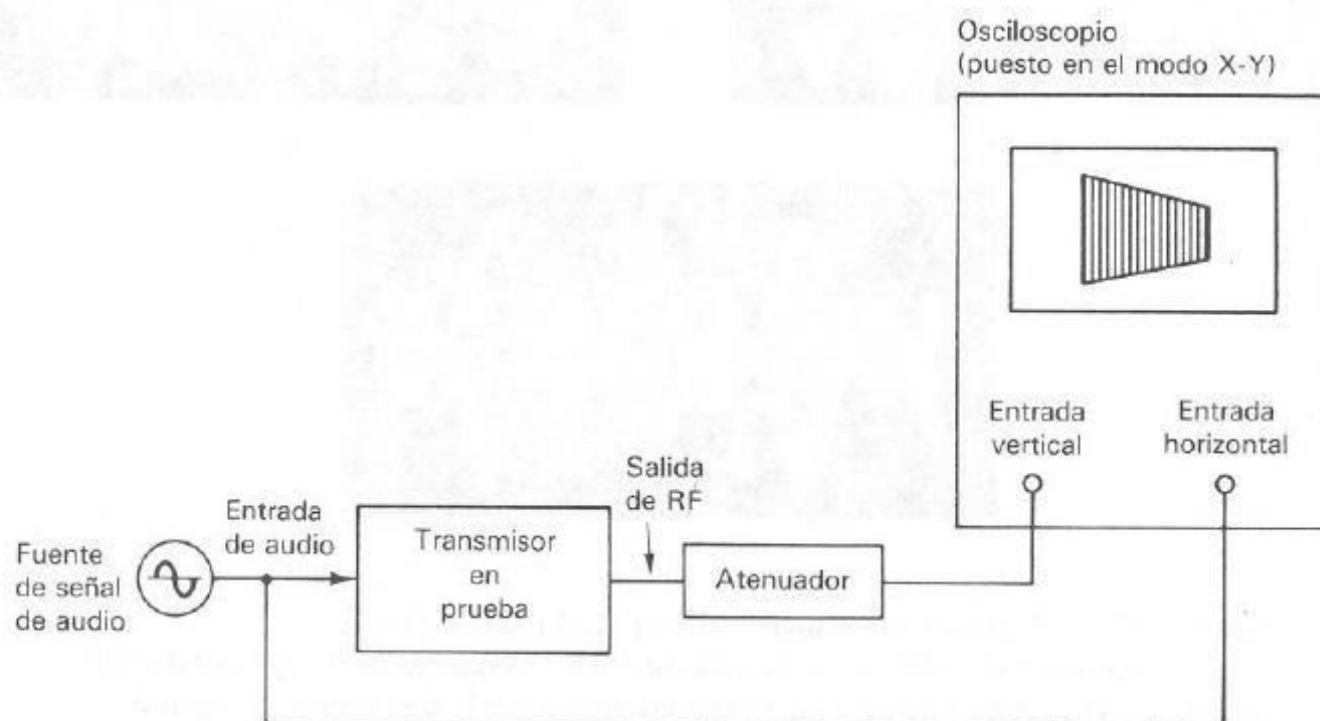 Osciloscopio
(puesto en el modo X-Y)
Entrada
vertical
Entrada
horizontal
Salida
de RF
Entrada
de audio
Fuente
de señal
de audio
Transmisor
en
prueba
Atenuador